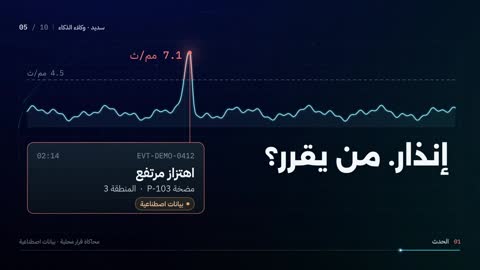 سديد · وكلاء الذكاء | 10 / 05
7.1 مم/ث
4.5 مم/ث
إنذار. من يقرر؟
EVT-DEMO-0412 02:14
اهتزاز مرتفع
مضخة P-103 · المنطقة 3
بيانات اصطناعية
01 الحدث
محاكاة قرار محلية · بيانات اصطناعية